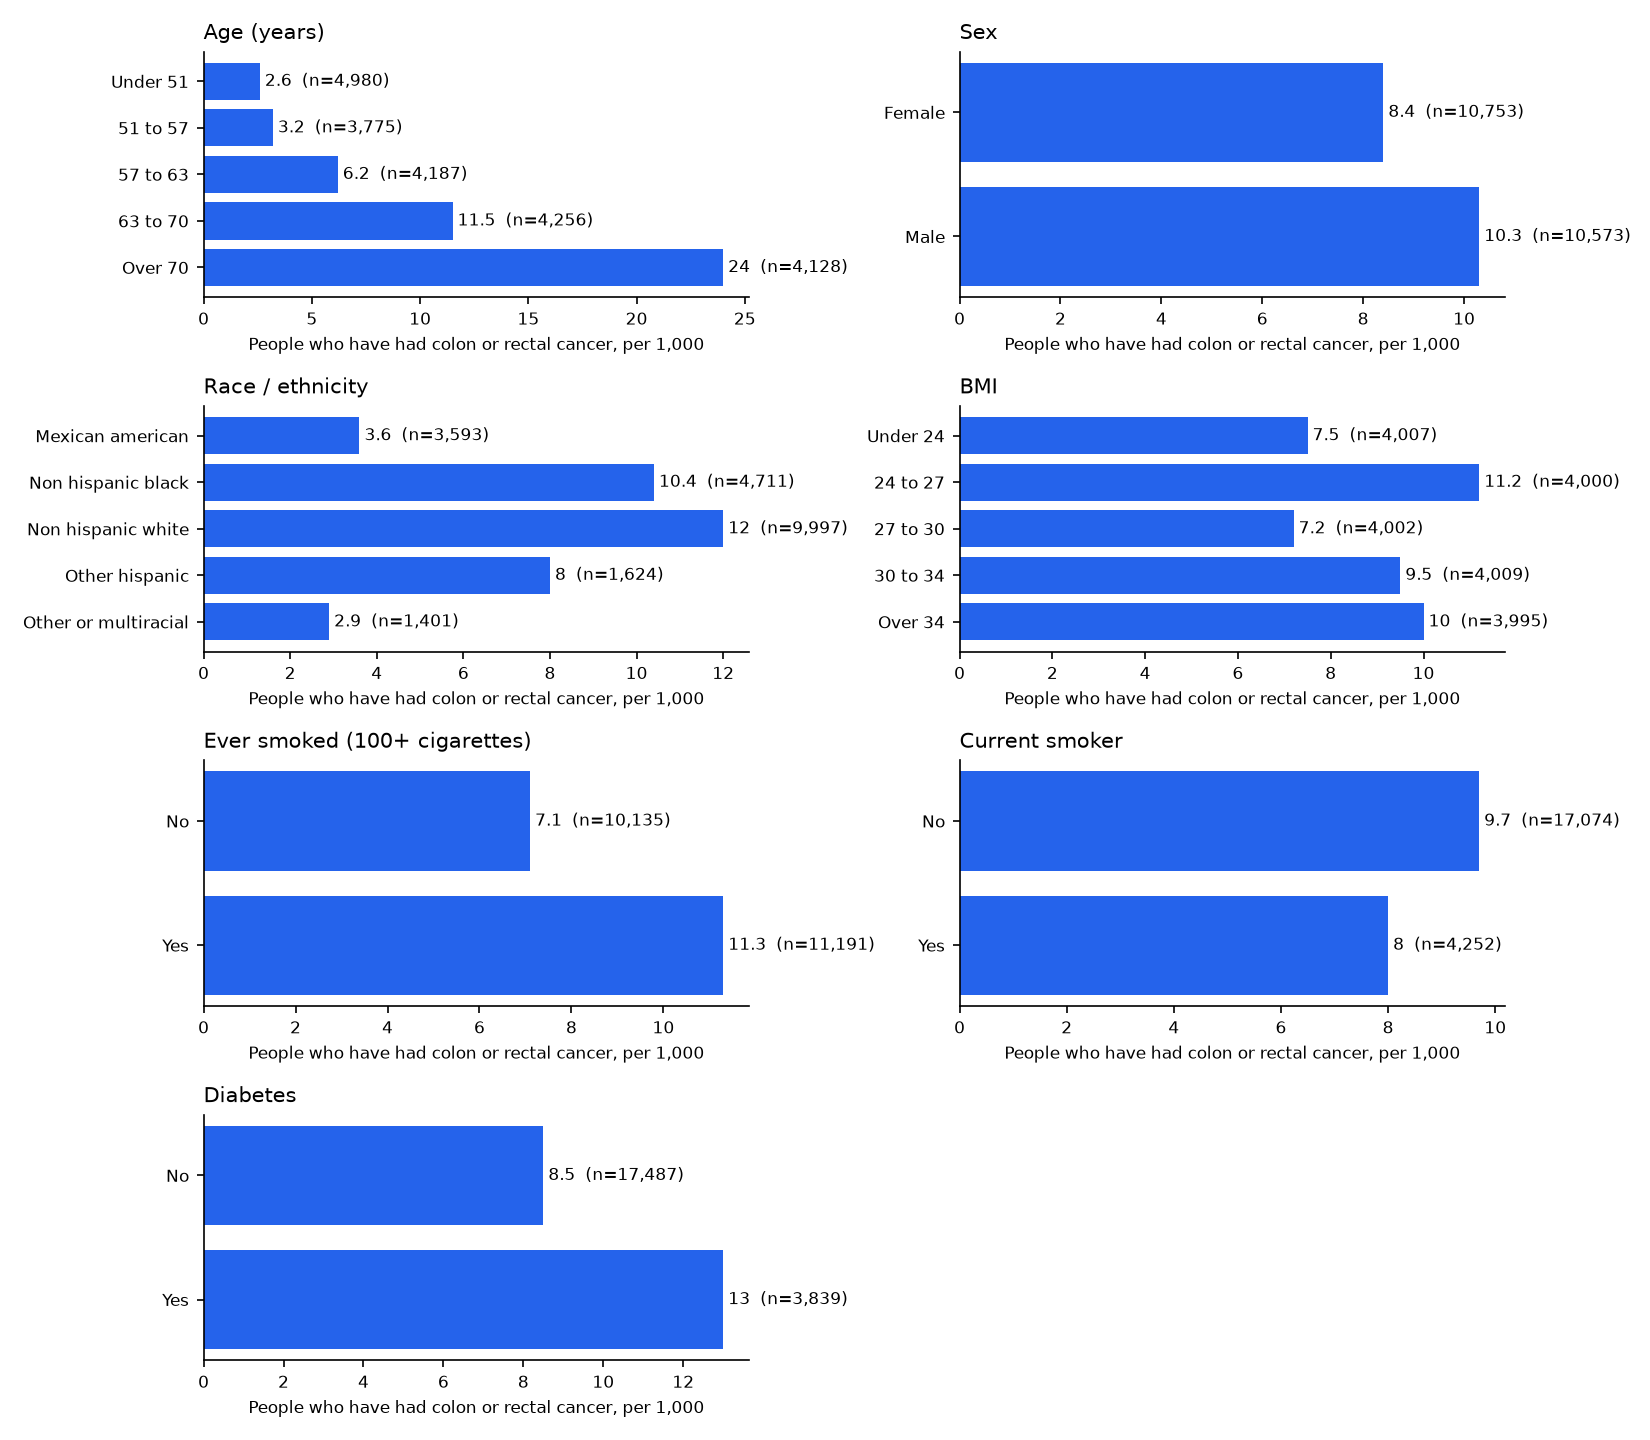 Age (years)
Under 51
2.6 (n=4,980)
51 to 57
3.2 (n=3,775)
57 to 63
6.2 (n=4,187)
63 to 70
11.5 (n=4,256)
Over 70
24 (n=4,128)
0 5 10 15 20 25
People who have had colon or rectal cancer, per 1,000
Sex
Female
8.4 (n=10,753)
Male
10.3 (n=10,573)
0 2 4 6 8 10
People who have had colon or rectal cancer, per 1,000
Race / ethnicity
Mexican american
3.6 (n=3,593)
Non hispanic black
10.4 (n=4,711)
Non hispanic white
12 (n=9,997)
Other hispanic
8 (n=1,624)
Other or multiracial
2.9 (n=1,401)
0 2 4 6 8 10 12
People who have had colon or rectal cancer, per 1,000
BMI
Under 24
7.5 (n=4,007)
24 to 27
11.2 (n=4,000)
27 to 30
7.2 (n=4,002)
30 to 34
9.5 (n=4,009)
Over 34
10 (n=3,995)
0 2 4 6 8 10
People who have had colon or rectal cancer, per 1,000
Ever smoked (100+ cigarettes)
No
7.1 (n=10,135)
Yes
11.3 (n=11,191)
0 2 4 6 8 10
People who have had colon or rectal cancer, per 1,000
Current smoker
No
9.7 (n=17,074)
Yes
8 (n=4,252)
0 2 4 6 8 10
People who have had colon or rectal cancer, per 1,000
Diabetes
No
8.5 (n=17,487)
Yes
13 (n=3,839)
0 2 4 6 8 10 12
People who have had colon or rectal cancer, per 1,000